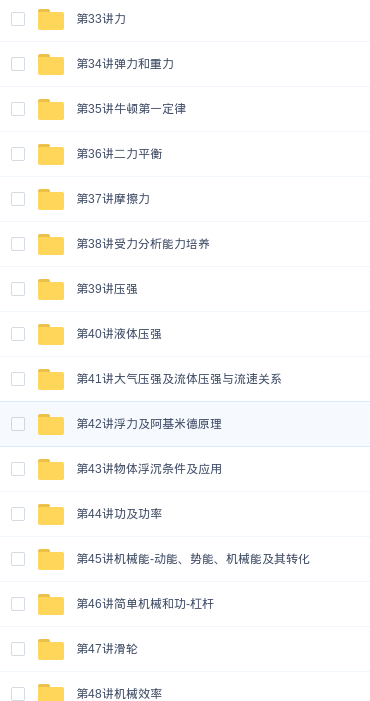 第33讲力
第34讲弹力和重力
第35讲牛顿第一定律
第36讲二力平衡
第37讲摩擦力
第38讲受力分析能力培养
第39讲压强
第40讲液体压强
第41讲大气压强及流体压强与流速关系
第42讲浮力及阿基米德原理
第43讲物体浮沉条件及应用
第44讲功及功率
第45讲机械能-动能、势能、机械能及其转化
第46讲简单机械和功-杠杆
第47讲滑轮
第48讲机械效率